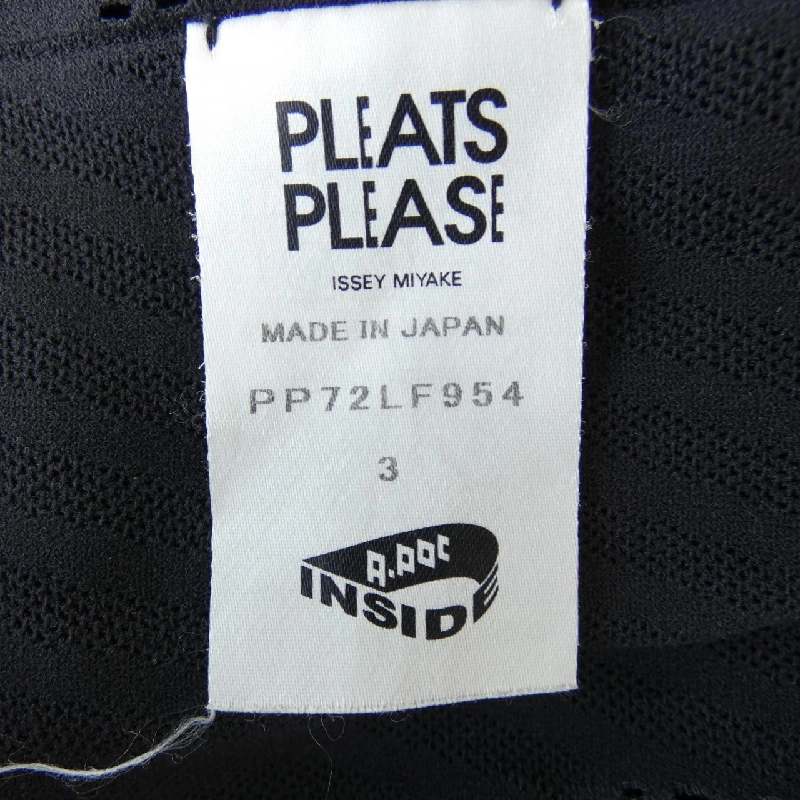 PLEATS
PLEASE
ISSEY MIYAKE
MADE IN JAPAN
PP72LF954
3
A.POC
INSIDE